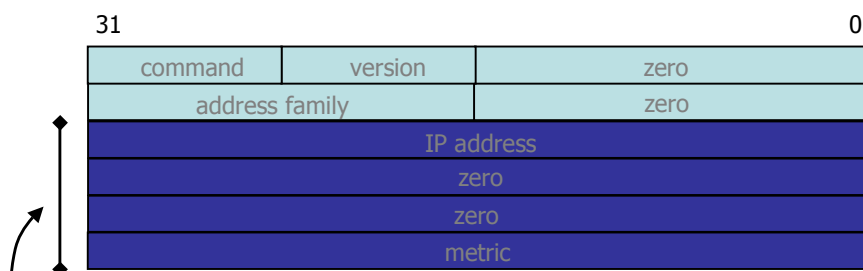 31 0
command version zero
address family zero
IP address
zero
zero
metric